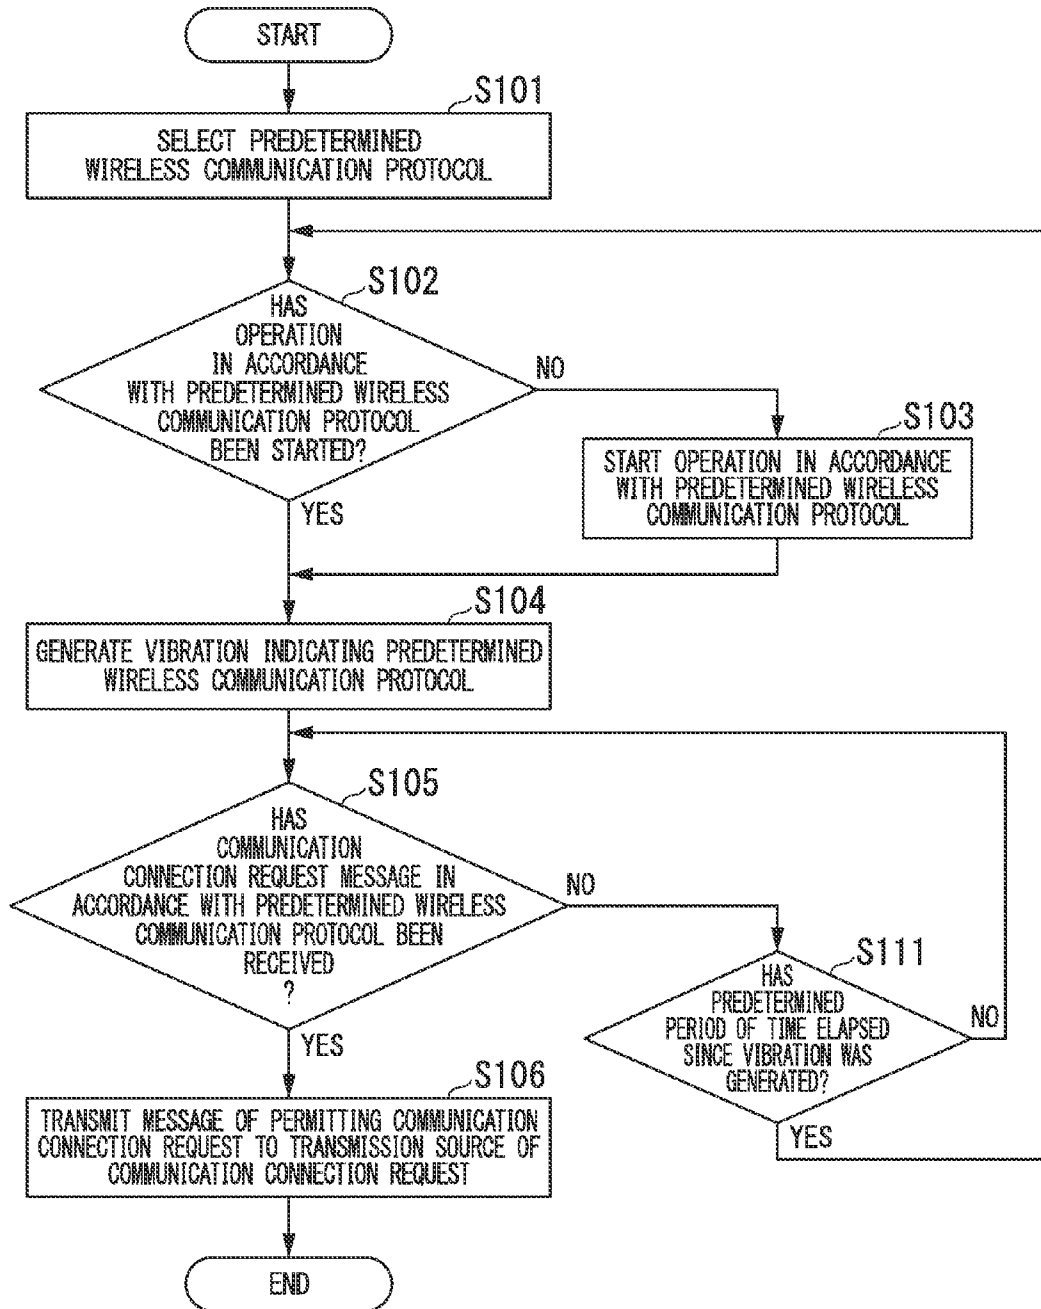 START
S101
SELECT PREDETERMINED
WIRELESS COMMUNICATION PROTOCOL
S102
HAS
OPERATION
IN ACCORDANCE
WITH PREDETERMINED WIRELESS
COMMUNICATION PROTOCOL
BEEN STARTED?
NO
YES
S103
START OPERATION IN ACCORDANCE
WITH PREDETERMINED WIRELESS
COMMUNICATION PROTOCOL
S104
GENERATE VIBRATION INDICATING PREDETERMINED
WIRELESS COMMUNICATION PROTOCOL
S105
HAS
COMMUNICATION
CONNECTION REQUEST MESSAGE IN
ACCORDANCE WITH PREDETERMINED WIRELESS
COMMUNICATION PROTOCOL BEEN
RECEIVED
?
NO
YES
S111
HAS
PREDETERMINED
PERIOD OF TIME ELAPSED
SINCE VIBRATION WAS
GENERATED?
NO
YES
S106
TRANSMIT MESSAGE OF PERMITTING COMMUNICATION
CONNECTION REQUEST TO TRANSMISSION SOURCE OF
COMMUNICATION CONNECTION REQUEST
END